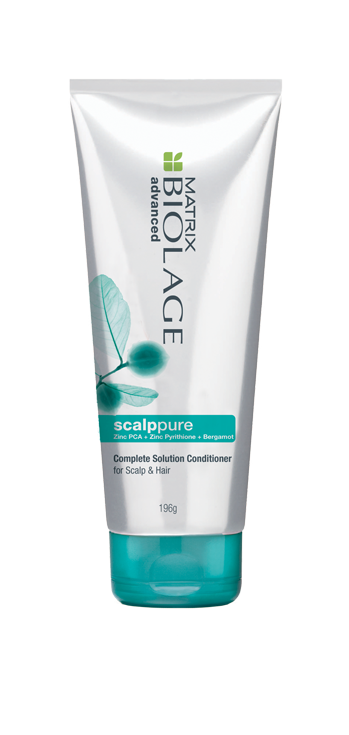 MATRIX
BIOLAGE
advanced
scalppure
Zinc PCA + Zinc Pyrithione + Bergamot
Complete Solution Conditioner
for Scalp & Hair
196g